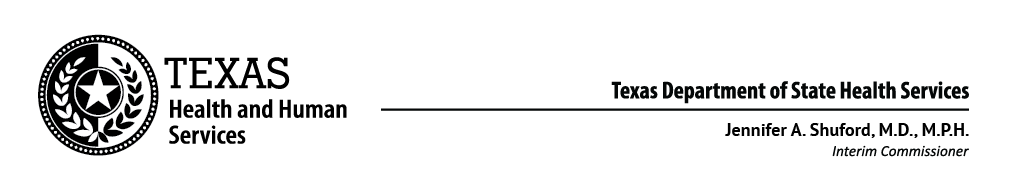 TEXAS
Health and Human
Services
Texas Department of State Health Services
Jennifer A. Shuford, M.D., M.P.H.
Interim Commissioner